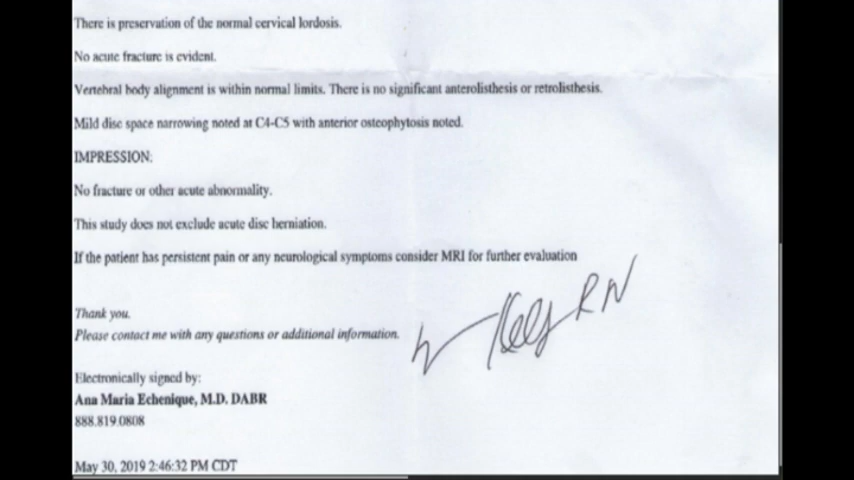 There is preservation of the normal cervical lordosis.
No acute fracture is evident.
Vertebral body alignment is within normal limits. There is no significant anterolisthesis or retrolisthesis.
Mild disc space narrowing noted at C4-C5 with anterior osteophytosis noted.
IMPRESSION:
No fracture or other acute abnormality.
This study does not exclude acute disc herniation.
If the patient has persistent pain or any neurological symptoms consider MRI for further evaluation
RN
Thank you.
Please contact me with any questions or additional information.
Electronically signed by:
Ana Maria Echenique, M.D. DABR
888.819.0808
May 30, 2019 2:46:32 PM CDT